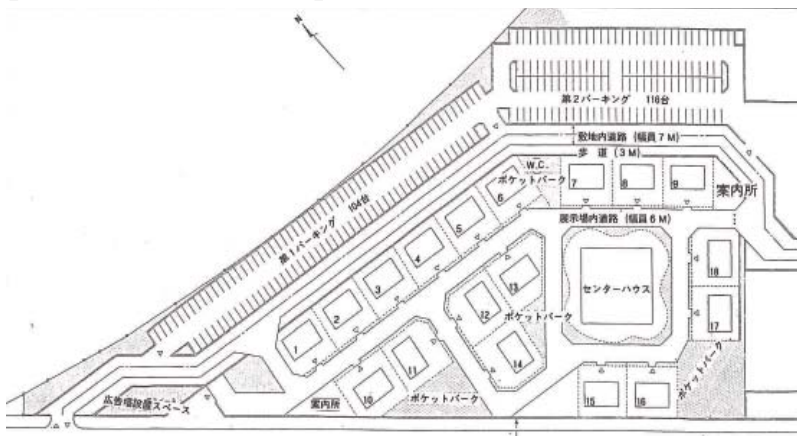 N
第2パーキング 116台
敷地内道路 (幅員7M)
歩道(3M)
W.C.
ポケットパーク
7
8
9
案内所
第1パーキング 104台
展示場内道路 (幅員6M)
6
5
4
3
2
1
13
12
14
ポケットパーク
センターハウス
18
17
ポケットパーク
11
10
案内所
ポケットパーク
15
16
広告塔設置スペース